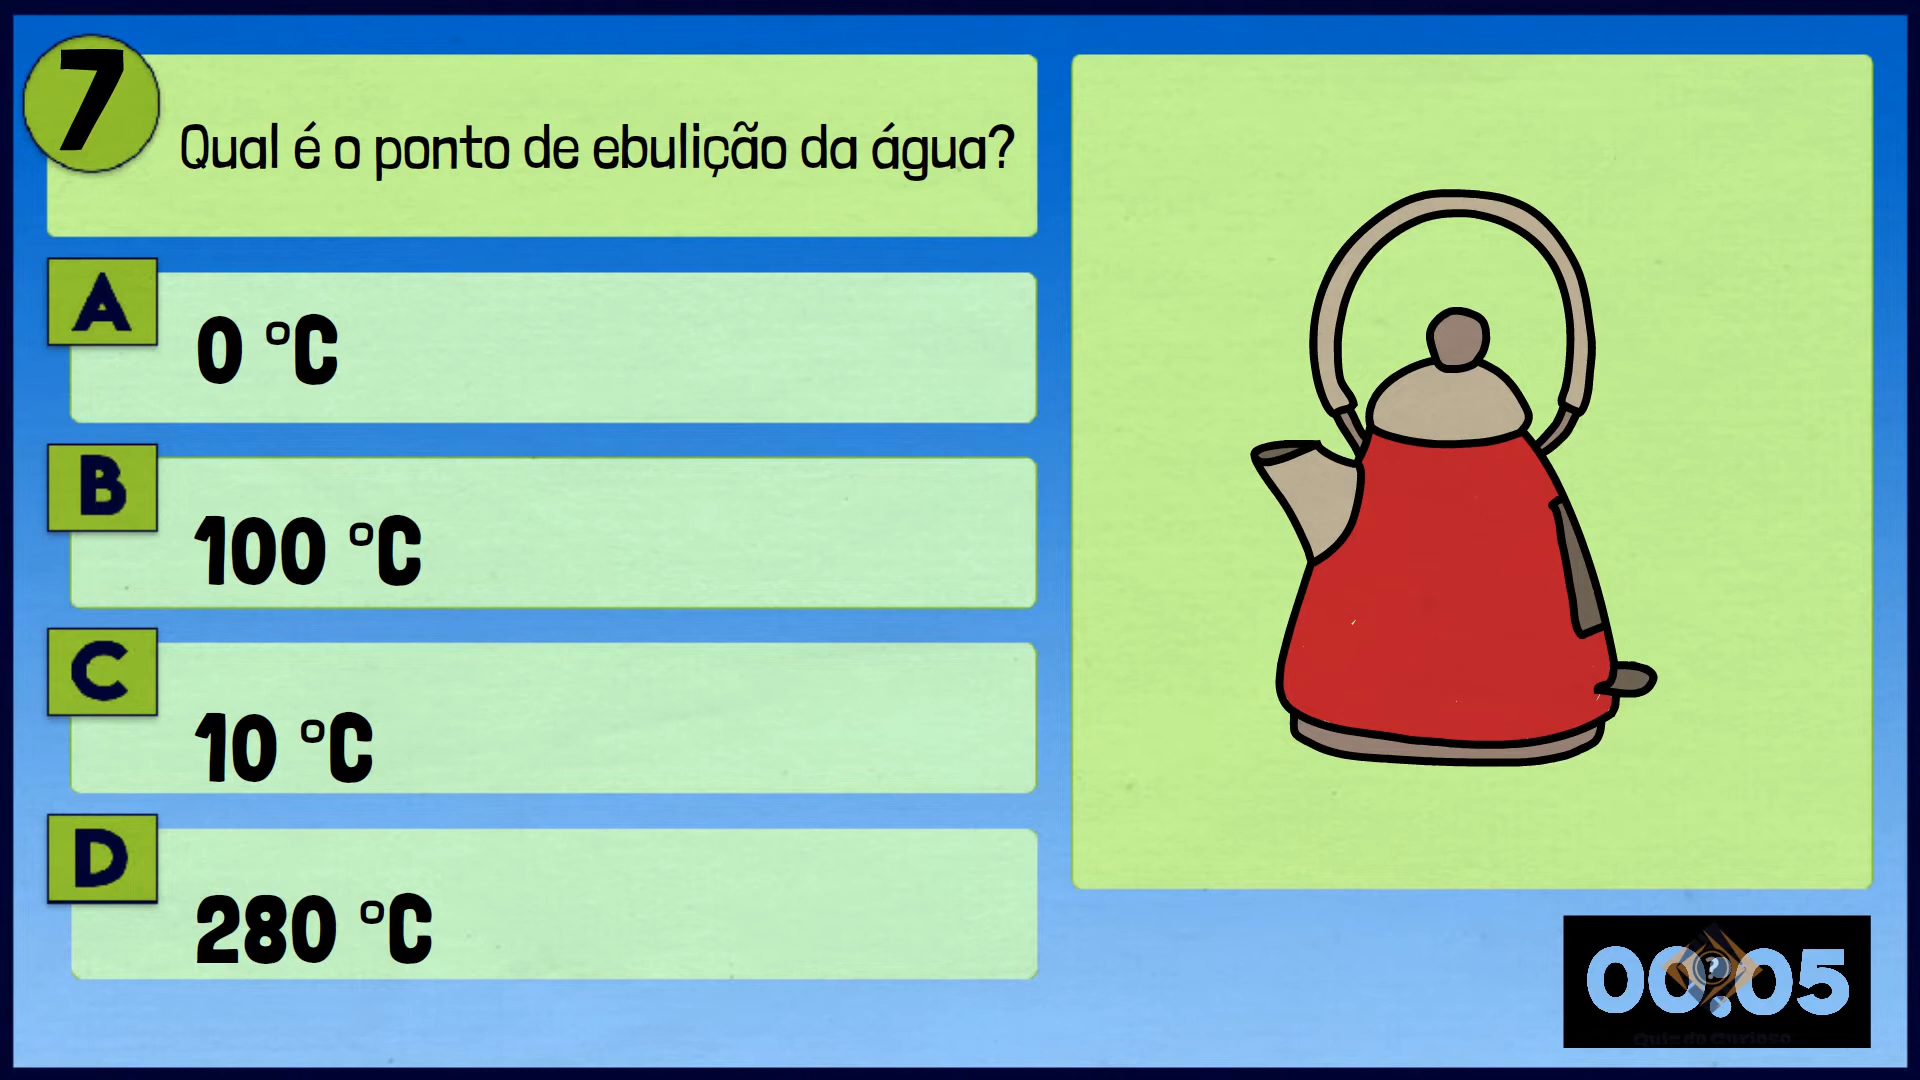 7
Qual é o ponto de ebulição da água?
A
0 °C
B
100 °C
C
10 °C
D
280 °C
00:05